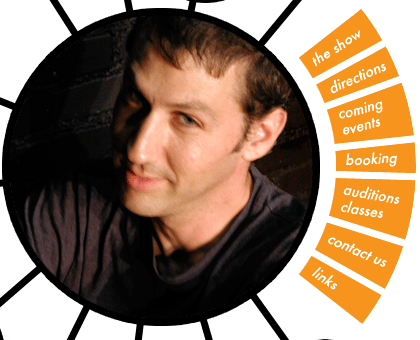 the show
directions
coming
events
booking
auditions
classes
contact us
links